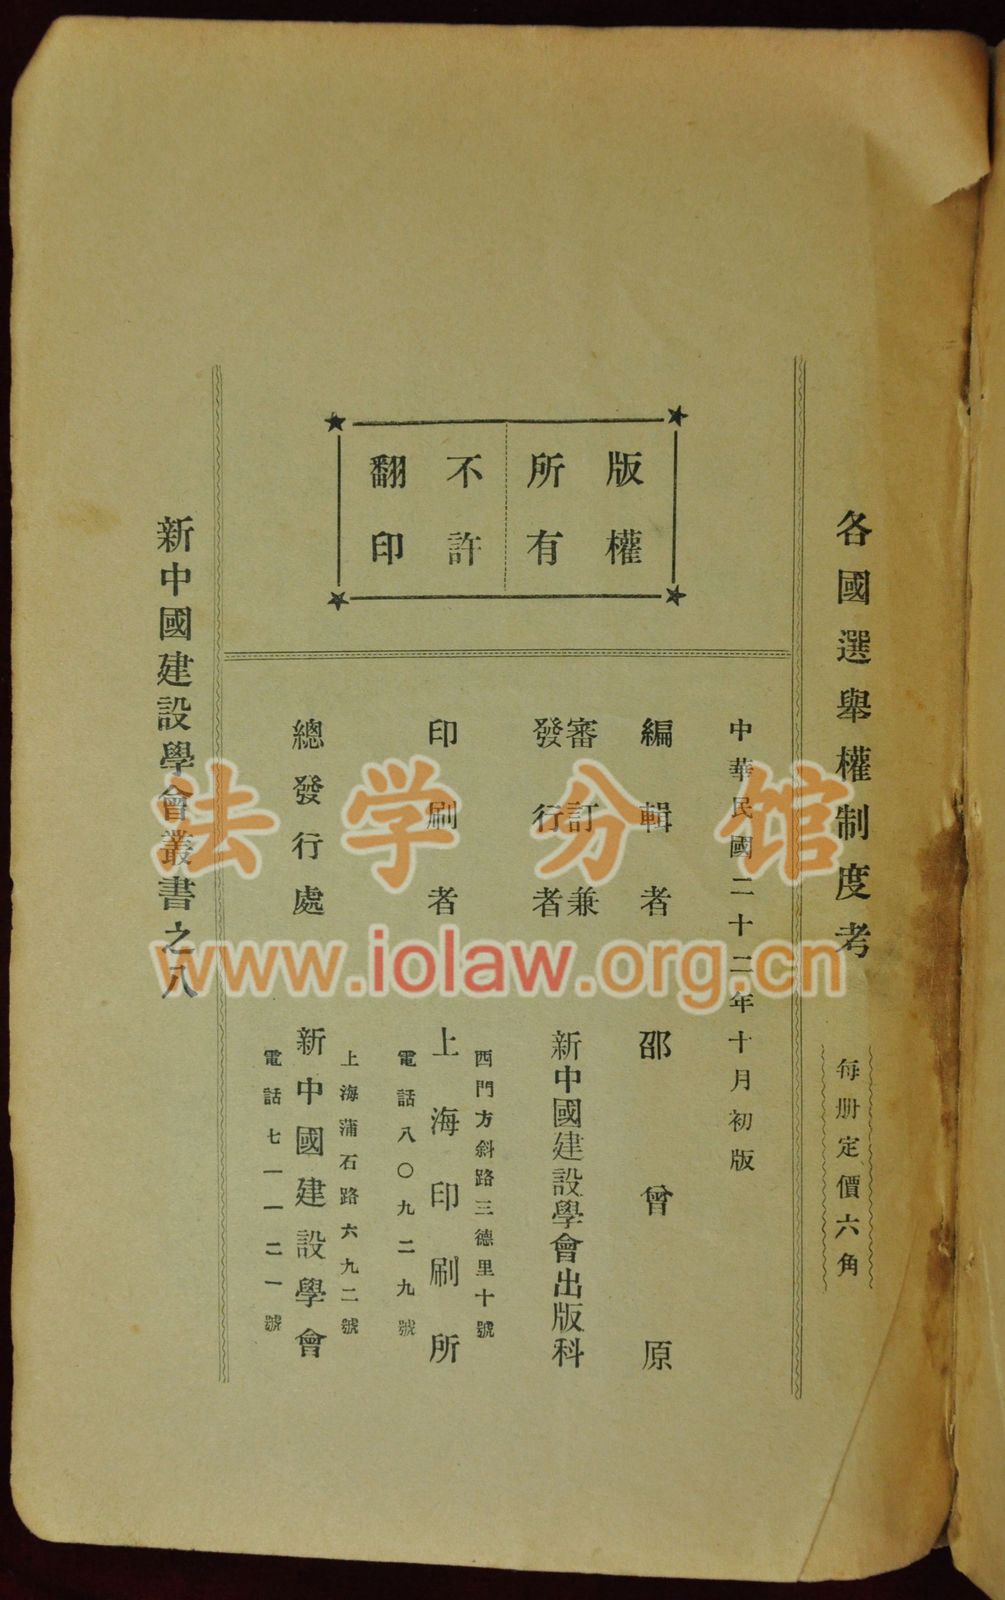 各國選舉權制度考
每册定價六角
版權
所有
不許
翻印
中華民國二十二年十月初版
編輯者 邵曾原
審訂兼
發行者 新中國建設學會出版科
印刷者 上海印刷所
西門方斜路三德里十號
電話八〇九二九號
總發行處 新中國建設學會
上海蒲石路六九二號
電話七一一二一號
新中國建設學會叢書之八
法学分馆
www.iolaw.org.cn